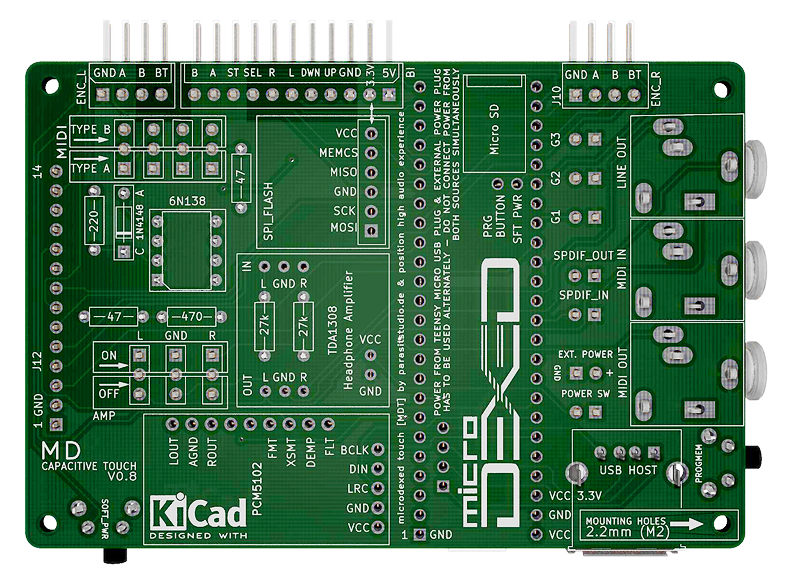 GND A B BT
ENC_L
B A ST SEL R L DWN UP GND 3.3V 5V
BI
GND A B BT
J10
ENC_R
MIDI
TYPE B
TYPE A
14
47
220
C 1N4148 A
6N138
SPI_FLASH
VCC
MEMCS
MISO
GND
SCK
MOSI
Micro SD
PRG
BUTTON
SFT PWR
G3
G2
G1
LINE OUT
SPDIF_OUT
SPDIF_IN
MIDI IN
EXT. POWER
GND
+
POWER SW
MIDI OUT
IN
L GND R
27k
27k
OUT
L GND R
TDA1308
Headphone Amplifier
VCC
GND
47
470
L GND R
ON
OFF
AMP
J12
1 GND
MD
CAPACITIVE TOUCH
V0.8
SOFT_PWR
LOUT
AGND
ROUT
FMT
XSMT
DEMP
FLT
BCLK
DIN
LRC
GND
VCC
PCM5102
KiCad
DESIGNED WITH
microdexed touch [MDT] by parasitstudio.de & position high audio experience
POWER FROM TEENSY MICRO USB PLUG & EXTERNAL POWER PLUG
HAS TO BE USED ALTERNATELY - DO NOT CONNECT POWER FROM
BOTH SOURCES SIMULTANEOUSLY
micro
DEXED
1 GND
VCC 3.3V
GND
VCC
USB HOST
PROGMEM
MOUNTING HOLES
2.2mm (M2)